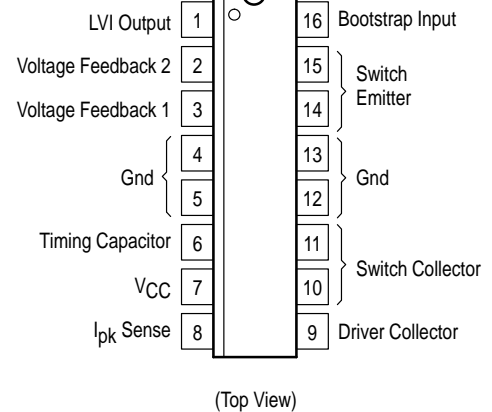 LVI Output 1 16 Bootstrap Input
Voltage Feedback 2 2 15 Switch Emitter
Voltage Feedback 1 3 14
4 13
Gnd Gnd
5 12
Timing Capacitor 6 11
Switch Collector
VCC 7 10
Ipk Sense 8 9 Driver Collector
(Top View)